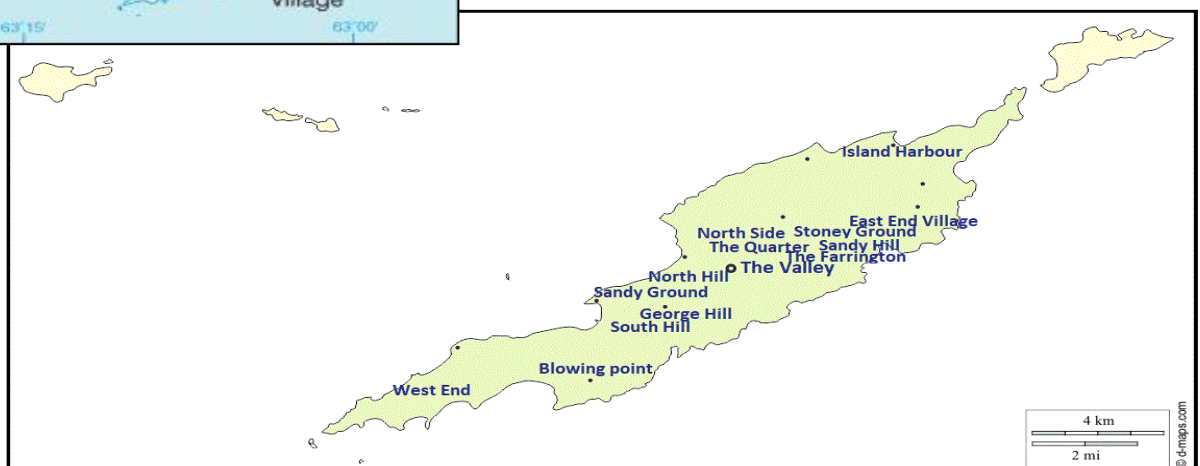 Village
63°15'
63°00'
Island Harbour
East End Village
North Side
Stoney Ground
The Quarter
Sandy Hill
The Farrington
The Valley
North Hill
Sandy Ground
George Hill
South Hill
Blowing point
West End
4 km
2 mi
© d-maps.com